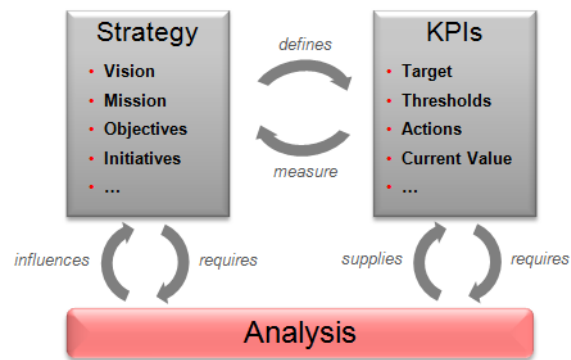 Strategy
• Vision
• Mission
• Objectives
• Initiatives
• ...
defines
measure
KPIs
• Target
• Thresholds
• Actions
• Current Value
• ...
influences
requires
supplies
requires
Analysis